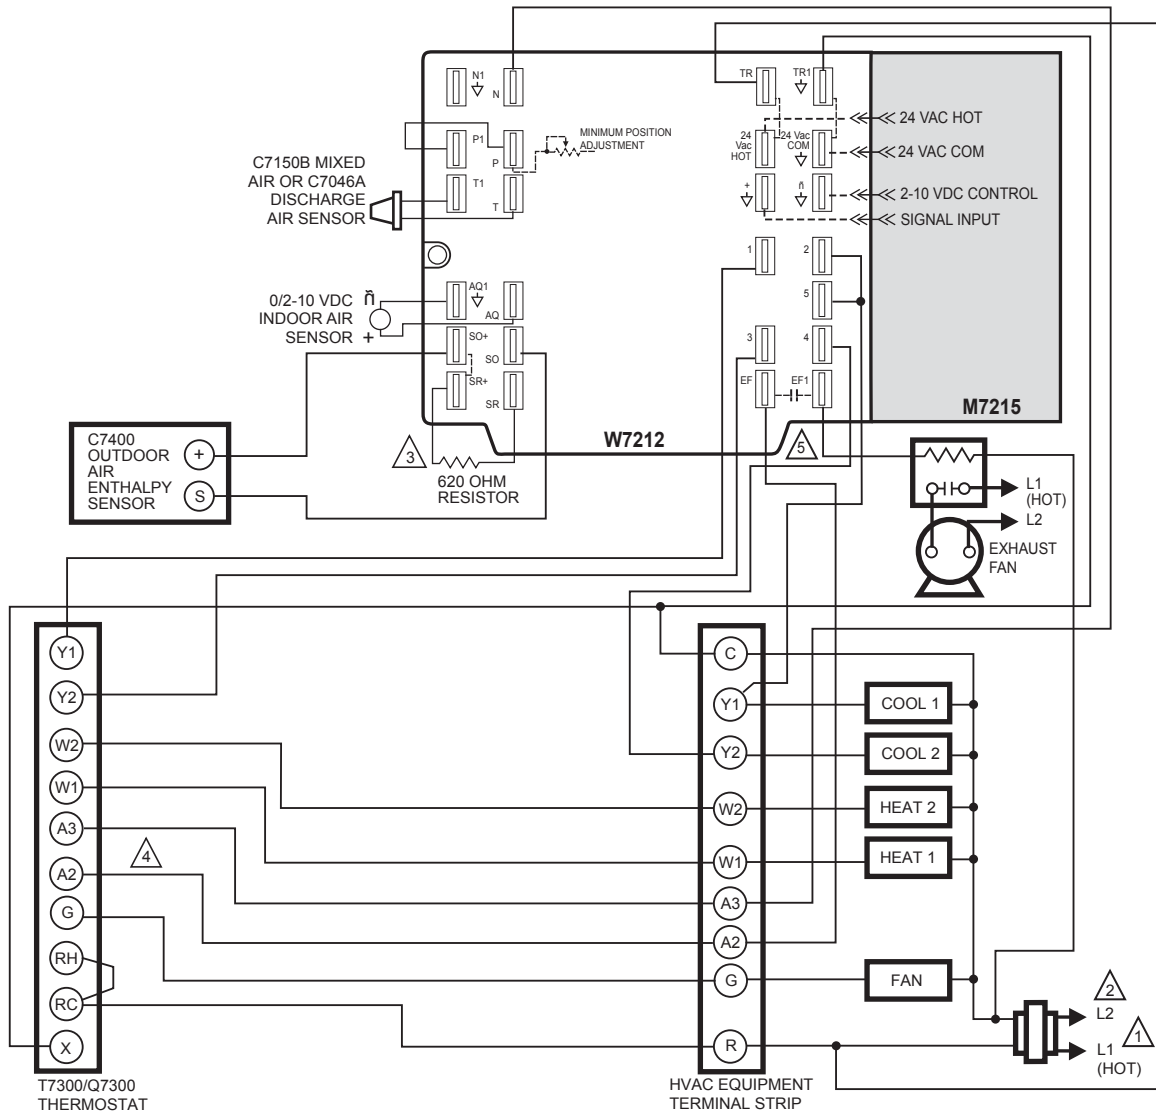 N1
N
TR
TR1
24 VAC HOT
MINIMUM POSITION
ADJUSTMENT
P1
P
24
Vac
HOT
24 Vac
COM
24 VAC COM
C7150B MIXED
AIR OR C7046A
DISCHARGE
AIR SENSOR
T1
T
+
ñ
2-10 VDC CONTROL
SIGNAL INPUT
1
2
0/2-10 VDC
INDOOR AIR
SENSOR
ñ
+
AQ1
AQ
5
SO+
SO
3
4
SR+
SR
EF
EF1
M7215
W7212
C7400
OUTDOOR
AIR
ENTHALPY
SENSOR
+
S
3
620 OHM
RESISTOR
5
L1
(HOT)
L2
EXHAUST
FAN
Y1
Y2
W2
W1
A3
A2
G
RH
RC
X
4
T7300/Q7300
THERMOSTAT
C
Y1
Y2
W2
W1
A3
A2
G
R
HVAC EQUIPMENT
TERMINAL STRIP
COOL 1
COOL 2
HEAT 2
HEAT 1
FAN
2
L2
1
L1
(HOT)